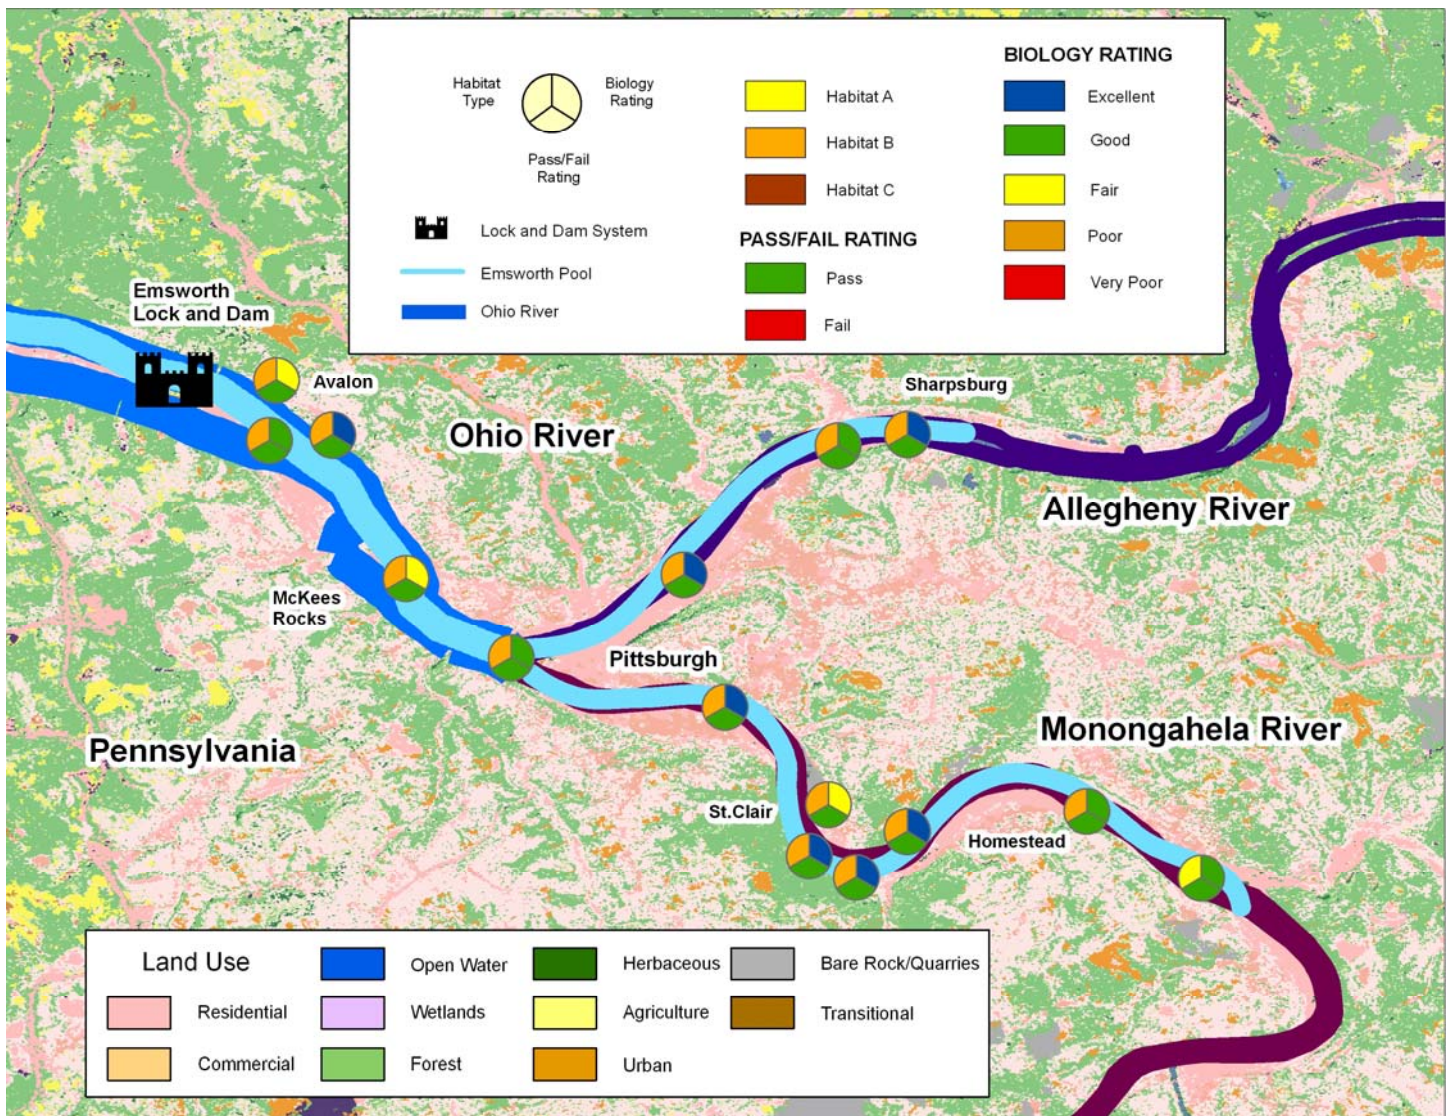 Habitat
Type
Biology
Rating
Pass/Fail
Rating
Lock and Dam System
Emsworth Pool
Ohio River
Habitat A
Habitat B
Habitat C
PASS/FAIL RATING
Pass
Fail
BIOLOGY RATING
Excellent
Good
Fair
Poor
Very Poor
Emsworth
Lock and Dam
Avalon
Ohio River
Sharpsburg
Allegheny River
McKees
Rocks
Pittsburgh
Pennsylvania
Monongahela River
St.Clair
Homestead
Land Use
Residential
Commercial
Open Water
Wetlands
Forest
Herbaceous
Agriculture
Urban
Bare Rock/Quarries
Transitional